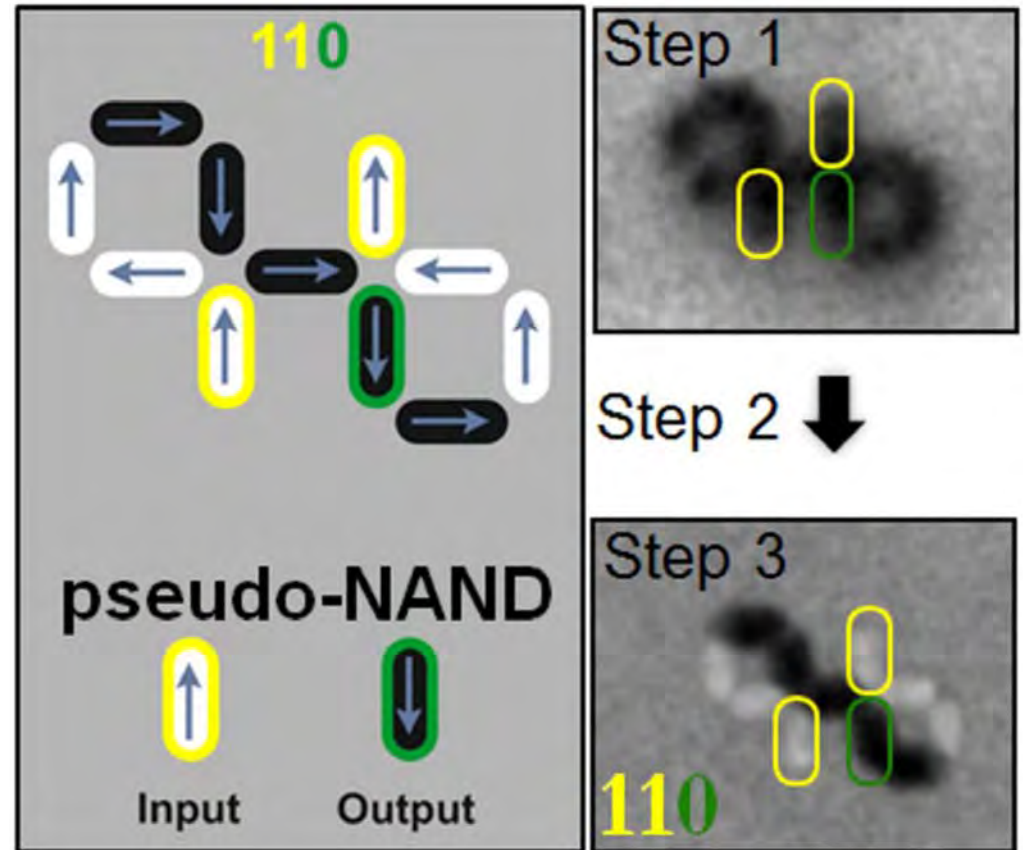 110
pseudo-NAND
Input
Output
Step 1
Step 2
Step 3
110